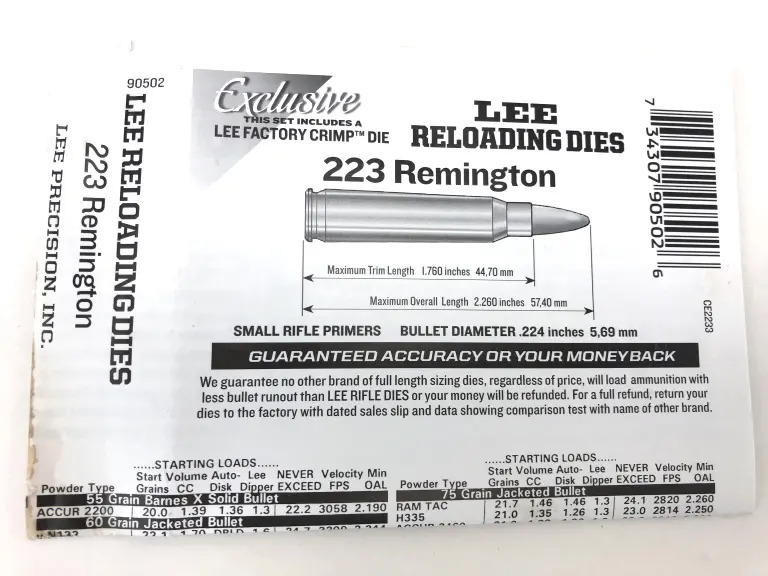 90502
LEE RELOADING DIES
223 Remington
LEE PRECISION, INC.
Exclusive
THIS SET INCLUDES A
LEE FACTORY CRIMP™ DIE
LEE
RELOADING DIES
223 Remington
7 34307 90502 6
CE2233
Maximum Trim Length 1.760 inches 44,70 mm
Maximum Overall Length 2.260 inches 57,40 mm
SMALL RIFLE PRIMERS BULLET DIAMETER .224 inches 5,69 mm
GUARANTEED ACCURACY OR YOUR MONEY BACK
We guarantee no other brand of full length sizing dies, regardless of price, will load ammunition with
less bullet runout than LEE RIFLE DIES or your money will be refunded. For a full refund, return your
dies to the factory with dated sales slip and data showing comparison test with name of other brand.
......STARTING LOADS......
Start Volume Auto- Lee NEVER Velocity Min
Powder Type Grains CC Disk Dipper EXCEED FPS OAL
55 Grain Barnes X Solid Bullet
ACCUR 2200 20.0 1.39 1.36 1.3 22.2 3058 2.190
60 Grain Jacketed Bullet
......STARTING LOADS......
Start Volume Auto- Lee NEVER Velocity Min
Powder Type Grains CC Disk Dipper EXCEED FPS OAL
75 Grain Jacketed Bullet
RAM TAC 21.7 1.46 1.46 1.3 24.1 2820 2.260
H335 21.0 1.35 1.26 1.3 23.0 2814 2.250